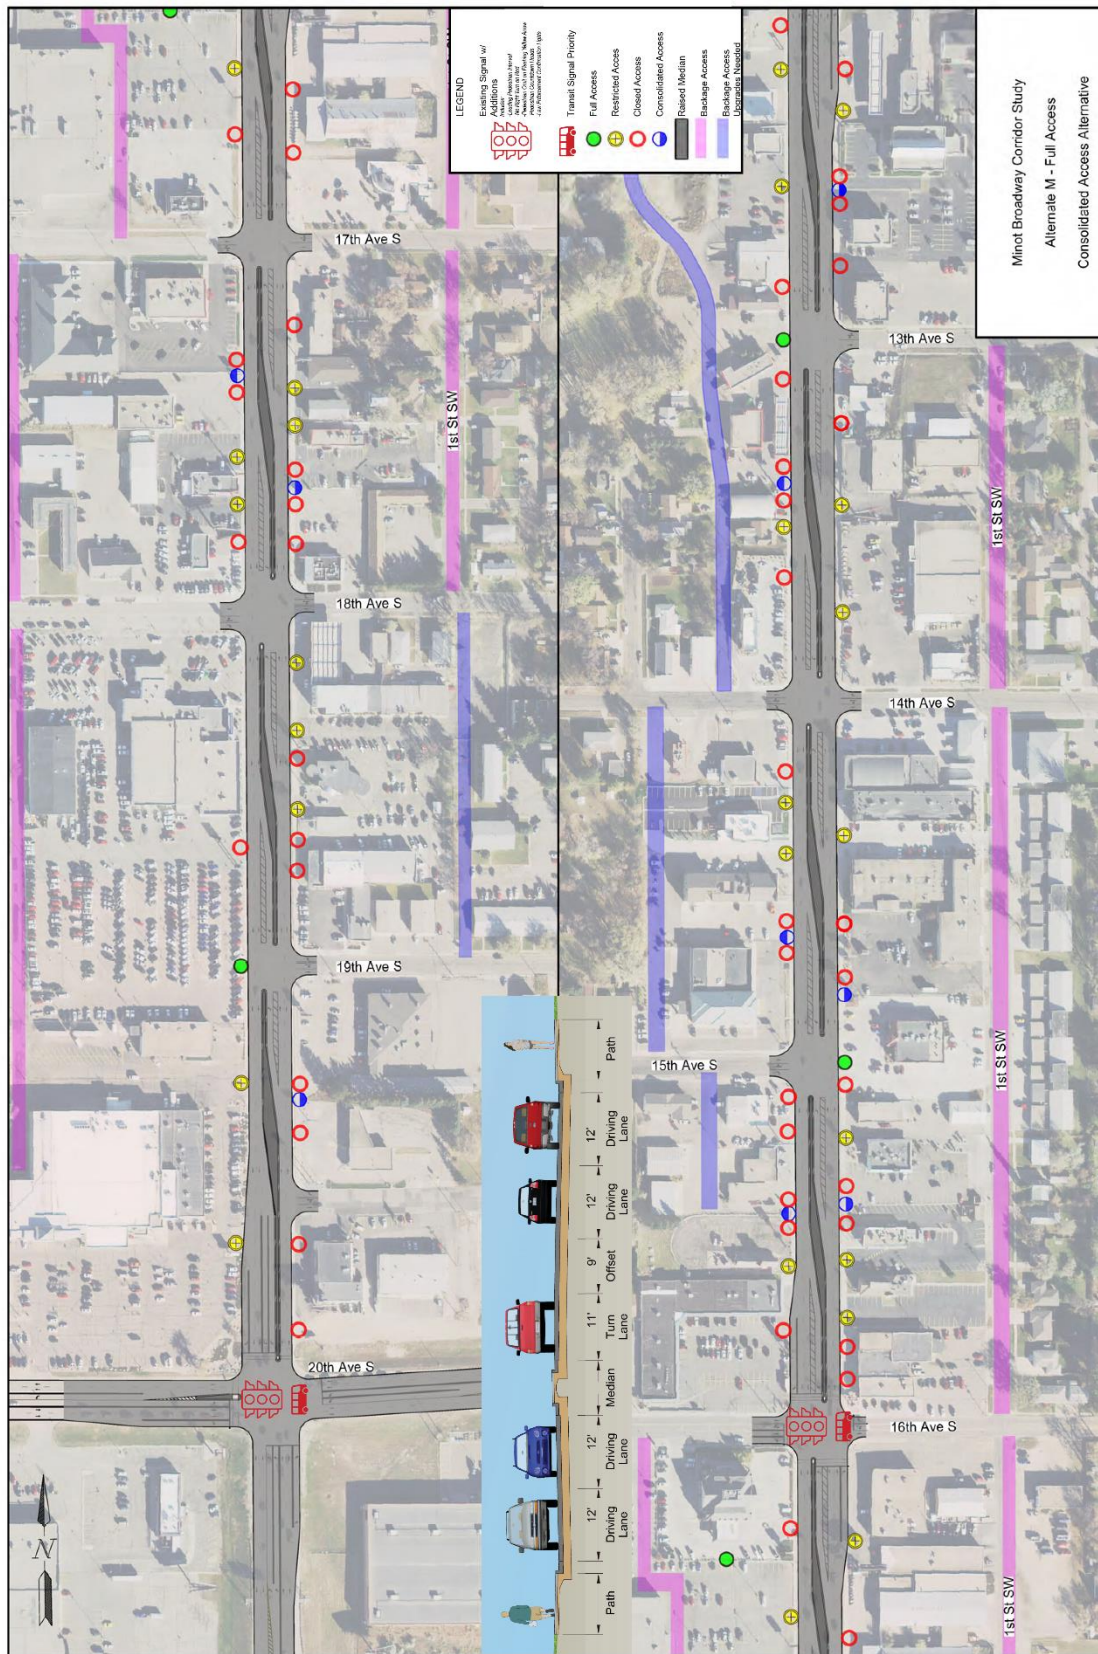 LEGEND
Existing Signal w/
Additions
Transit Signal Priority
Full Access
Restricted Acces
Closed Access
Consolidated Access
Raised Median
Backage Access
Backage Access
Upgrades Needed
17th Ave S
1st St SW
18th Ave S
19th Ave S
20th Ave S
N
13th Ave S
1st St SW
14th Ave S
15th Ave S
1st St SW
16th Ave S
1st St SW
Path
12'
Driving
Lane
12'
Driving
Lane
Median
11'
Turn
Lane
9'
Offset
12'
Driving
Lane
12'
Driving
Lane
Path
Minot Broadway Corridor Study
Alternate M - Full Access
Consolidated Access Alternative